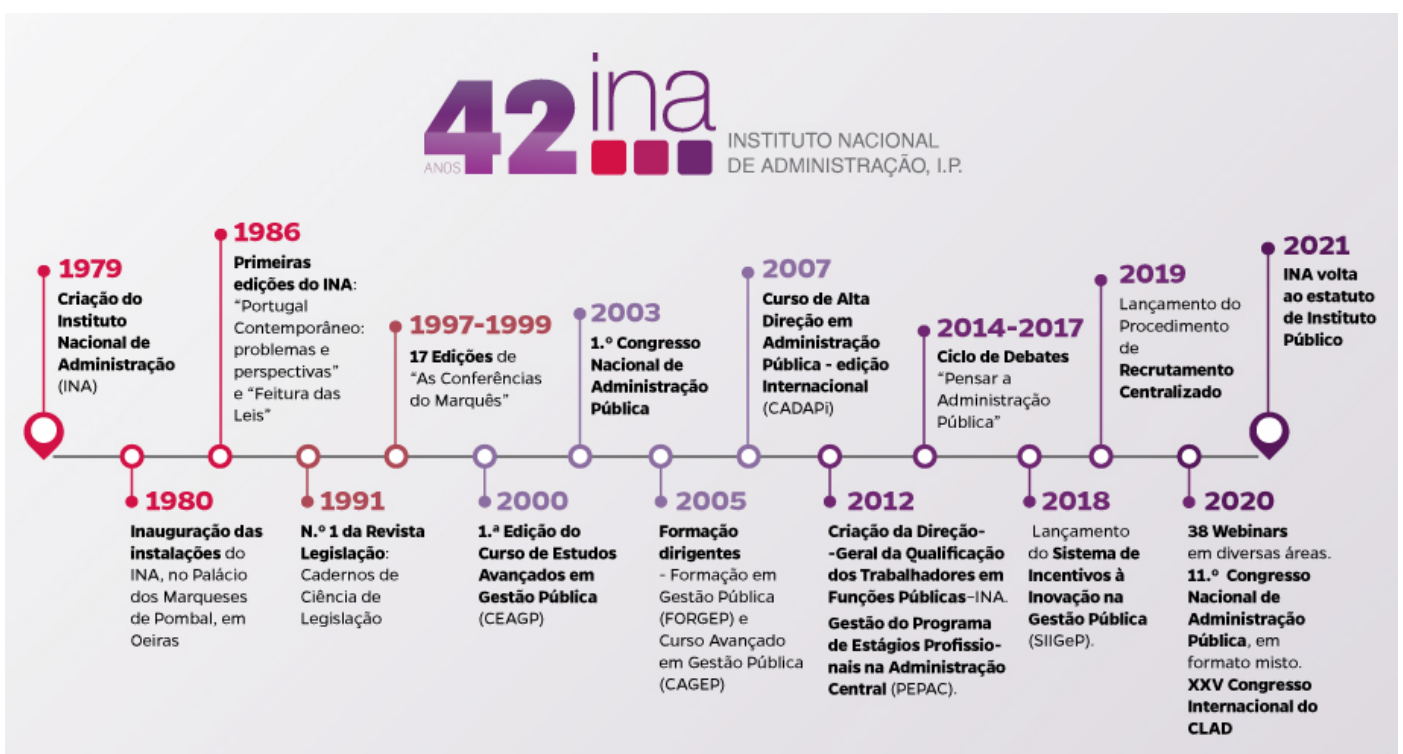 42
ANOS
ina
INSTITUTO NACIONAL
DE ADMINISTRAÇÃO, I.P.
1979
Criação do
Instituto
Nacional de
Administração
(INA)
1980
Inauguração das
instalações do
INA, no Palácio
dos Marqueses
de Pombal, em
Oeiras
1986
Primeiras
edições do INA:
“Portugal
Contemporâneo:
problemas e
perspectivas”
e “Feitura das
Leis”
1991
N.º 1 da Revista
Legislação:
Cadernos de
Ciência de
Legislação
1997-1999
17 Edições de
“As Conferências
do Marquês”
2000
1.ª Edição do
Curso de Estudos
Avançados em
Gestão Pública
(CEAGP)
2003
1.º Congresso
Nacional de
Administração
Pública
2005
Formação
dirigentes
- Formação em
Gestão Pública
(FORGEP) e
Curso Avançado
em Gestão Pública
(CAGEP)
2007
Curso de Alta
Direção em
Administração
Pública - edição
Internacional
(CADAPi)
2012
Criação da Direção-
-Geral da Qualificação
dos Trabalhadores em
Funções Públicas–INA.
Gestão do Programa
de Estágios Profissio-
nais na Administração
Central (PEPAC).
2014-2017
Ciclo de Debates
“Pensar a
Administração
Pública”
2018
Lançamento
do Sistema de
Incentivos à
Inovação na
Gestão Pública
(SIIGeP).
2019
Lançamento do
Procedimento
de
Recrutamento
Centralizado
2020
38 Webinars
em diversas áreas.
11.º Congresso
Nacional de
Administração
Pública, em
formato misto.
XXV Congresso
Internacional do
CLAD
2021
INA volta
ao estatuto
de Instituto
Público